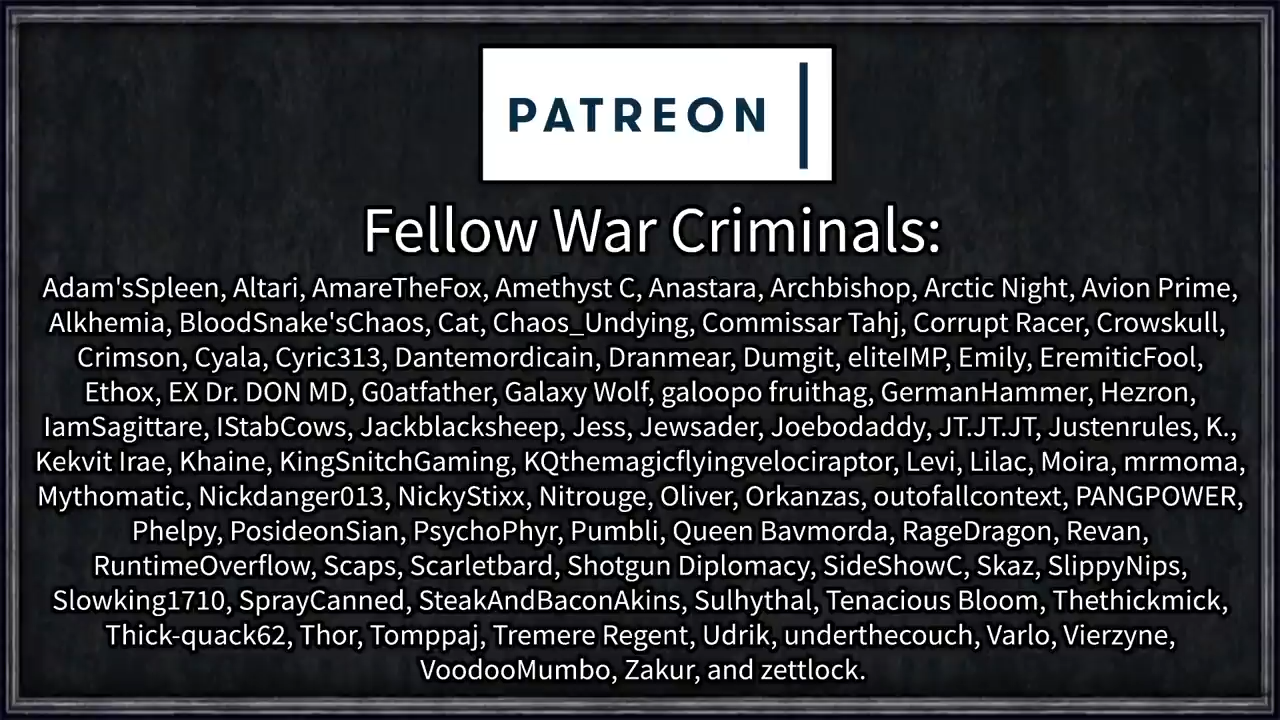 PATREON
Fellow War Criminals:
Adam'sSpleen, Altari, AmareTheFox, Amethyst C, Anastara, Archbishop, Arctic Night, Avion Prime,
Alkhemia, BloodSnake'sChaos, Cat, Chaos_Undying, Commissar Tahj, Corrupt Racer, Crowskull,
Crimson, Cyala, Cyric313, Dantemordicain, Dranmear, Dumgit, eliteIMP, Emily, EremiticFool,
Ethox, EX Dr. DON MD, G0atfather, Galaxy Wolf, galoopo fruithag, GermanHammer, Hezron,
IamSagittare, IStabCows, Jackblacksheep, Jess, Jewsader, Joebodaddy, JT.JT.JT, Justenrules, K.,
Kekvit Irae, Khaine, KingSnitchGaming, KQthemagicflyingvelociraptor, Levi, Lilac, Moira, mrmoma,
Mythomatic, Nickdanger013, NickyStixx, Nitrouge, Oliver, Orkanzas, outofallcontext, PANGPOWER,
Phelpy, PosideonSian, PsychoPhyr, Pumbli, Queen Bavmorda, RageDragon, Revan,
RuntimeOverflow, Scaps, Scarletbard, Shotgun Diplomacy, SideShowC, Skaz, SlippyNips,
Slowking1710, SprayCanned, SteakAndBaconAkins, Sulhythal, Tenacious Bloom, Thethickmick,
Thick-quack62, Thor, Tomppaj, Tremere Regent, Udrik, underthecouch, Varlo, Vierzyne,
VoodooMumbo, Zakur, and zettlock.